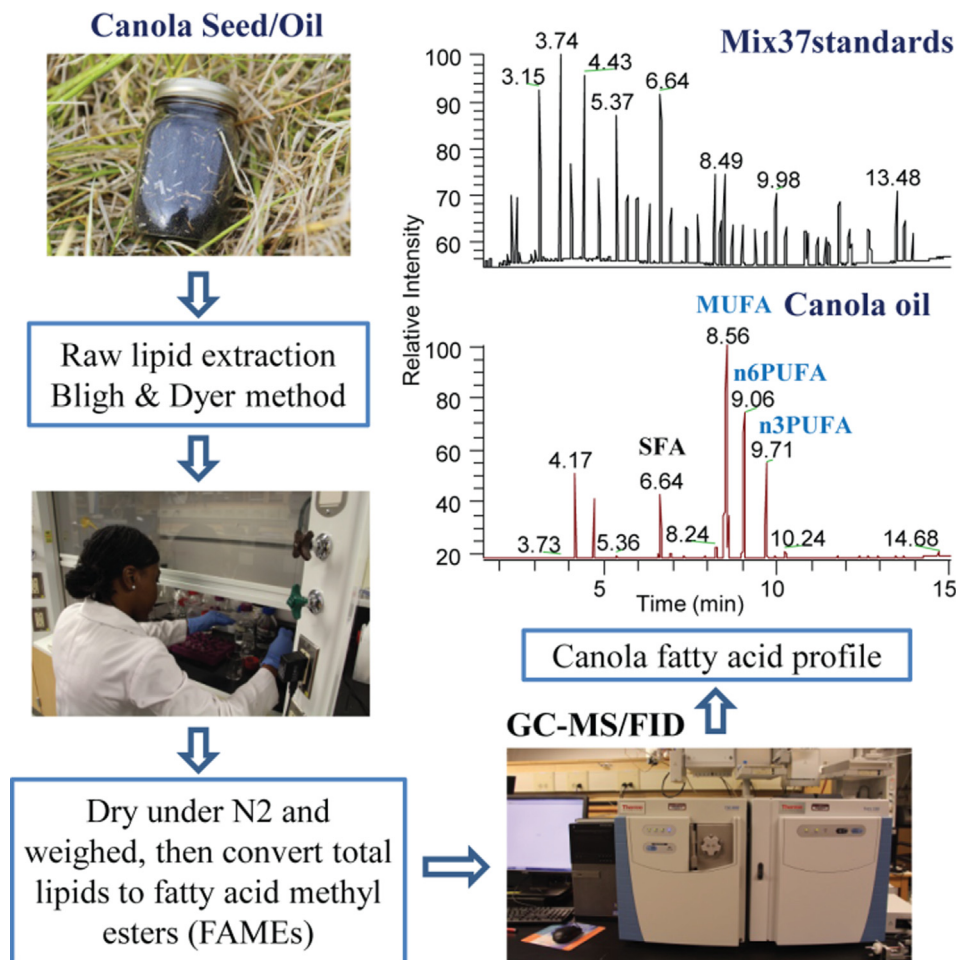 Canola Seed/Oil
Raw lipid extraction
Bligh & Dyer method
Dry under N2 and
weighed, then convert total
lipids to fatty acid methyl
esters (FAMEs)
GC-MS/FID
Canola fatty acid profile
Mix37standards
Relative Intensity
100
90
80
70
60
3.15
3.74
4.43
5.37
6.64
8.49
9.98
13.48
MUFA
Canola oil
n6PUFA
n3PUFA
SFA
100
80
60
40
20
3.73
4.17
5.36
6.64
8.24
8.56
9.06
9.71
10.24
14.68
5
10
15
Time (min)